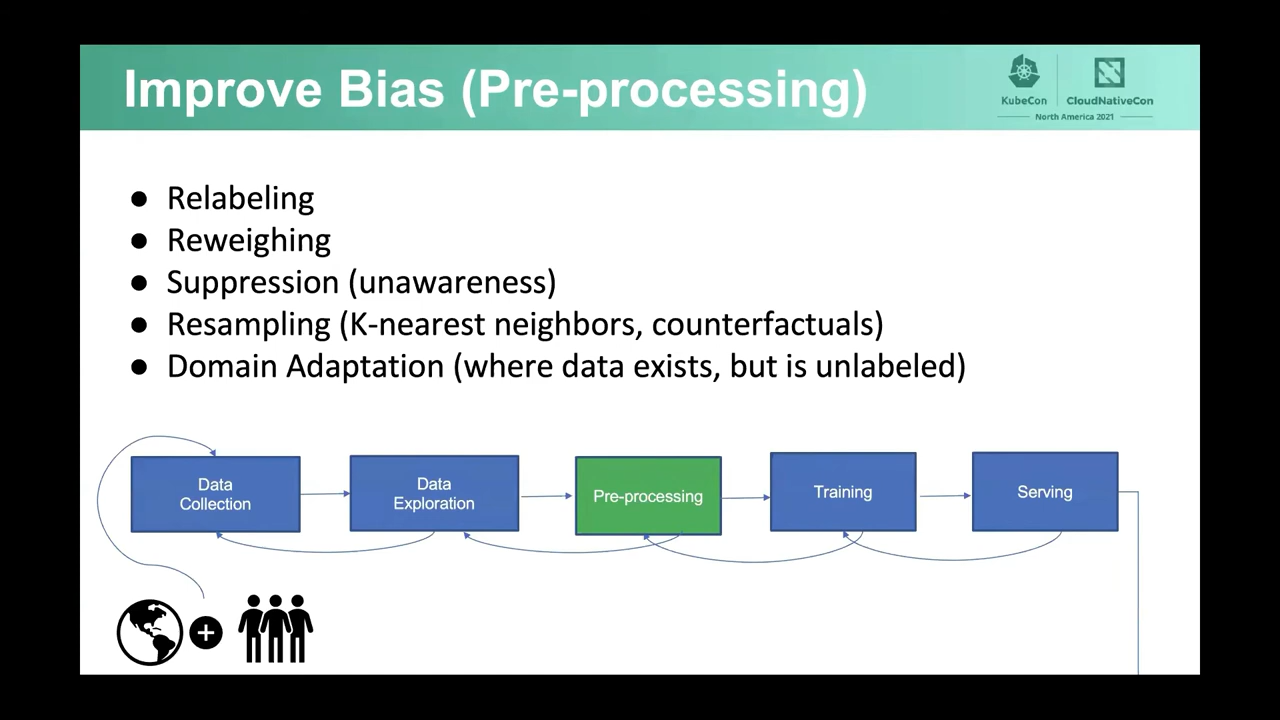 Improve Bias (Pre-processing)
KubeCon
CloudNativeCon
North America 2021
● Relabeling
● Reweighing
● Suppression (unawareness)
● Resampling (K-nearest neighbors, counterfactuals)
● Domain Adaptation (where data exists, but is unlabeled)
Data
Collection
Data
Exploration
Pre-processing
Training
Serving